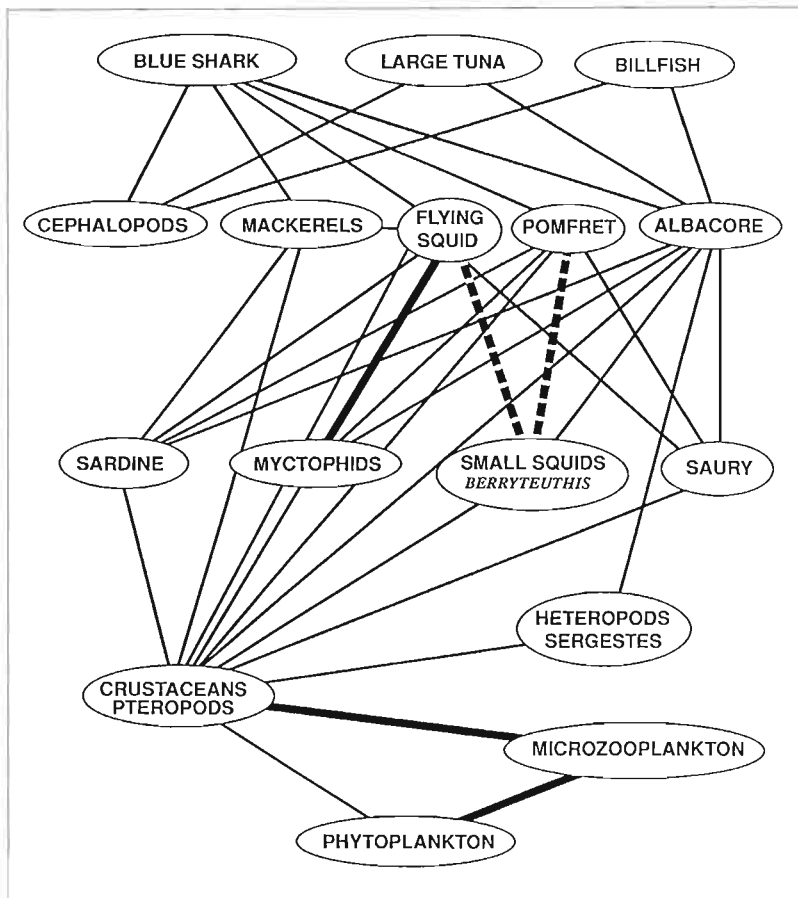 BLUE SHARK
LARGE TUNA
BILLFISH
CEPHALOPODS
MACKERELS
FLYING
SQUID
POMFRET
ALBACORE
SARDINE
MYCTOPHIDS
SMALL SQUIDS
BERRYTEUTHIS
SAURY
HETEROPODS
SERGESTES
CRUSTACEANS
PTEROPODS
MICROZOOPLANKTON
PHYTOPLANKTON